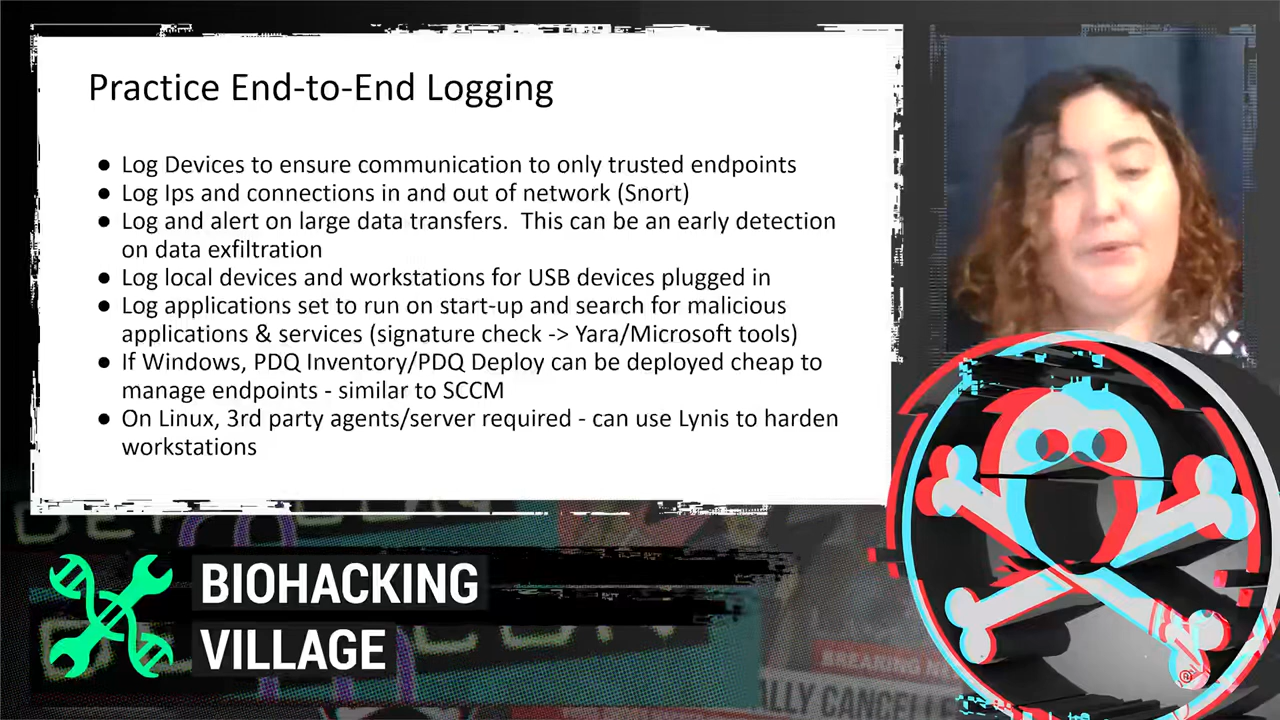 Practice End-to-End Logging
● Log Devices to ensure communication to only trusted endpoints
● Log Ips and connections in and out of network (Snort)
● Log and alert on large data transfers.  This can be an early detection
on data exfiltration
● Log local devices and workstations for USB devices plugged in
● Log applications set to run on start-up and search for malicious
applications & services (signature check -> Yara/Microsoft tools)
● If Windows, PDQ Inventory/PDQ Deploy can be deployed cheap to
manage endpoints - similar to SCCM
● On Linux, 3rd party agents/server required - can use Lynis to harden
workstations
BIOHACKING
VILLAGE
BREAKING
CANCELLE